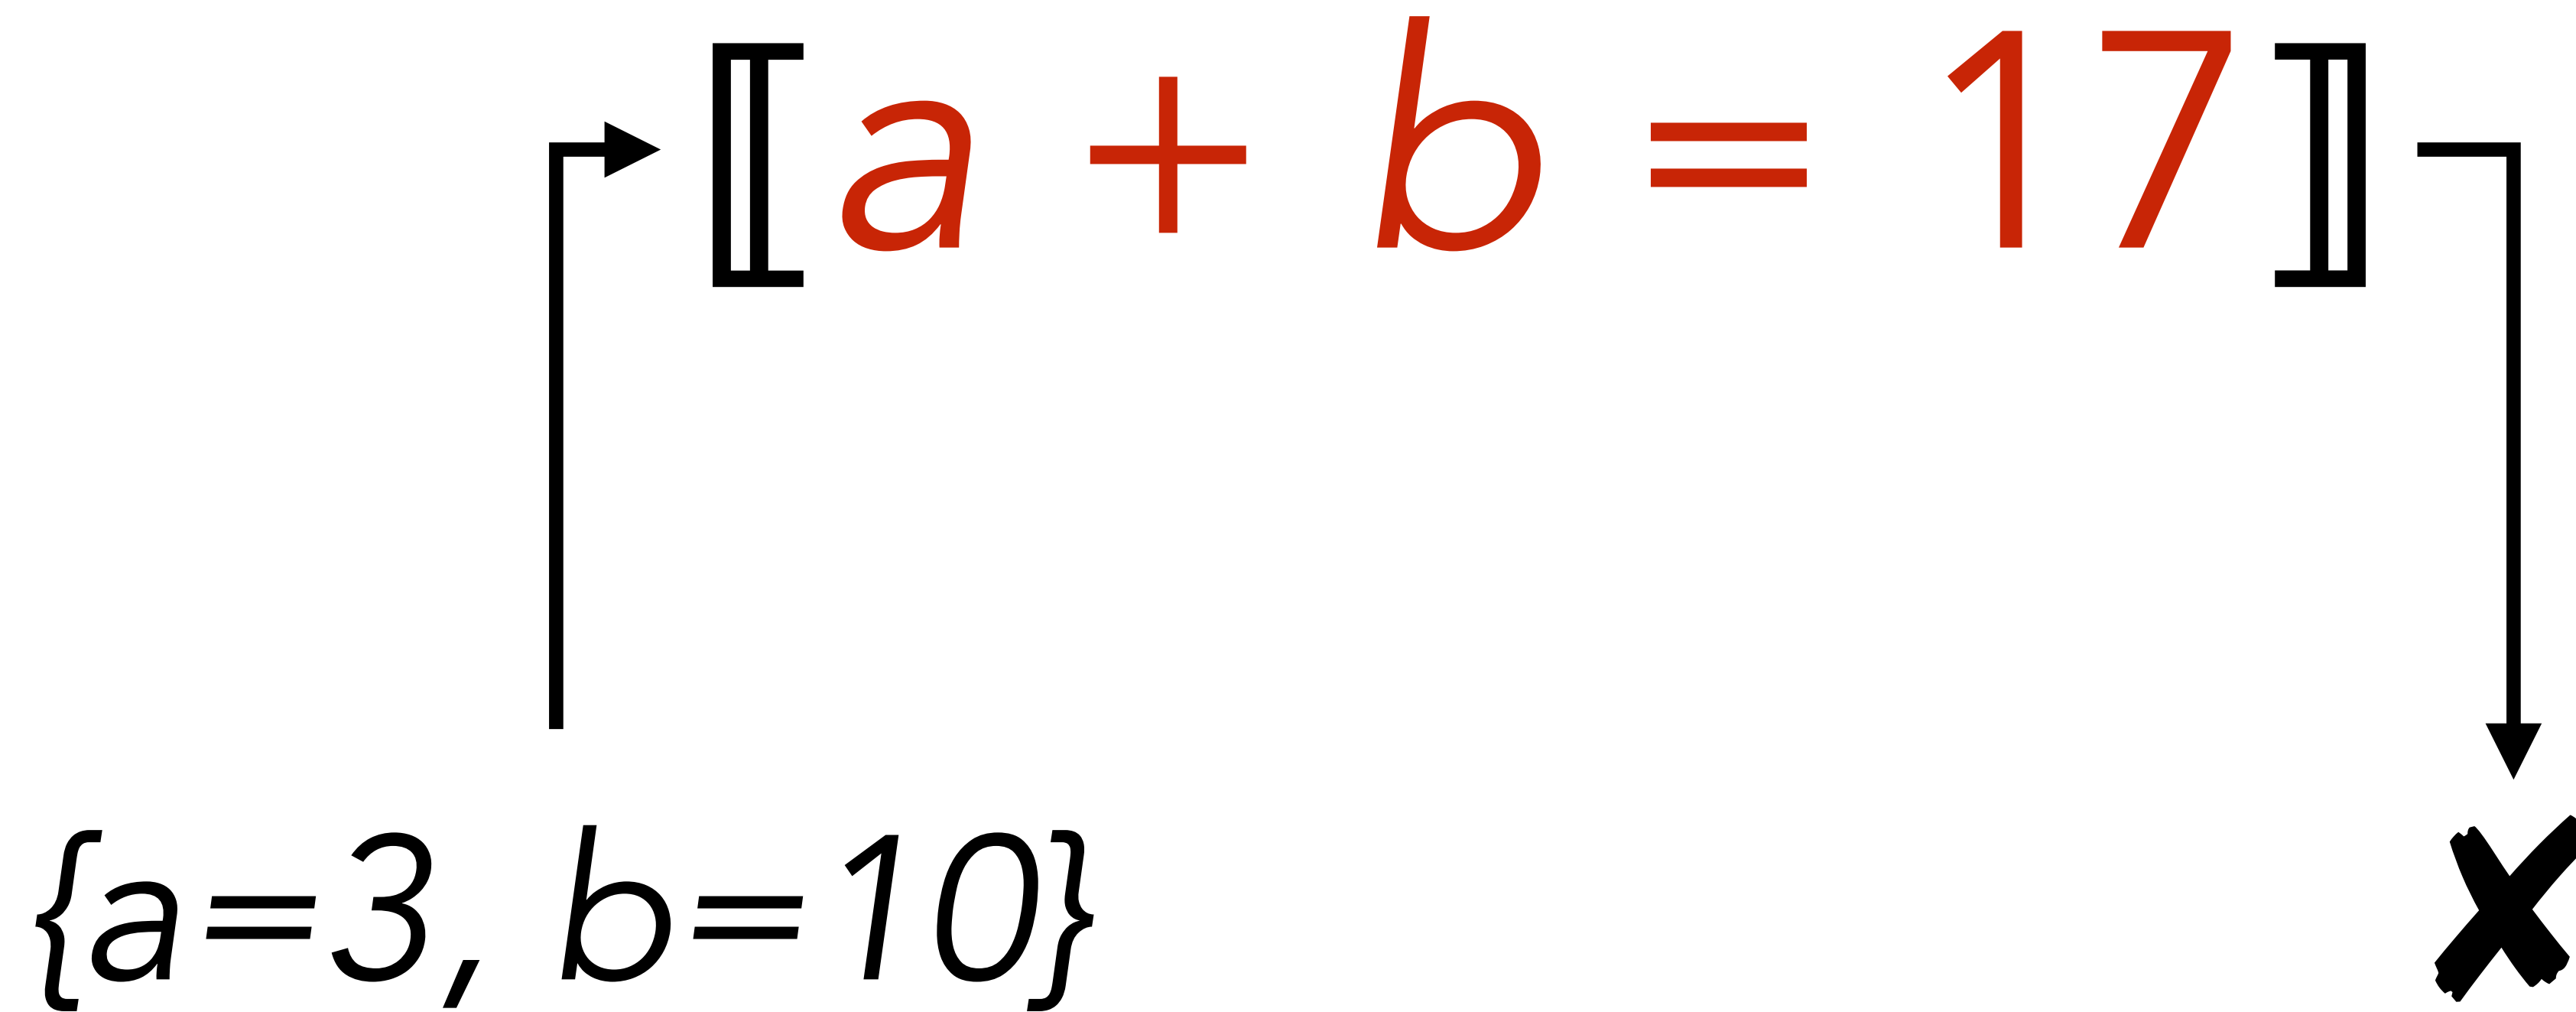 ⟦a + b = 17⟧
{a=3, b=10}
✘